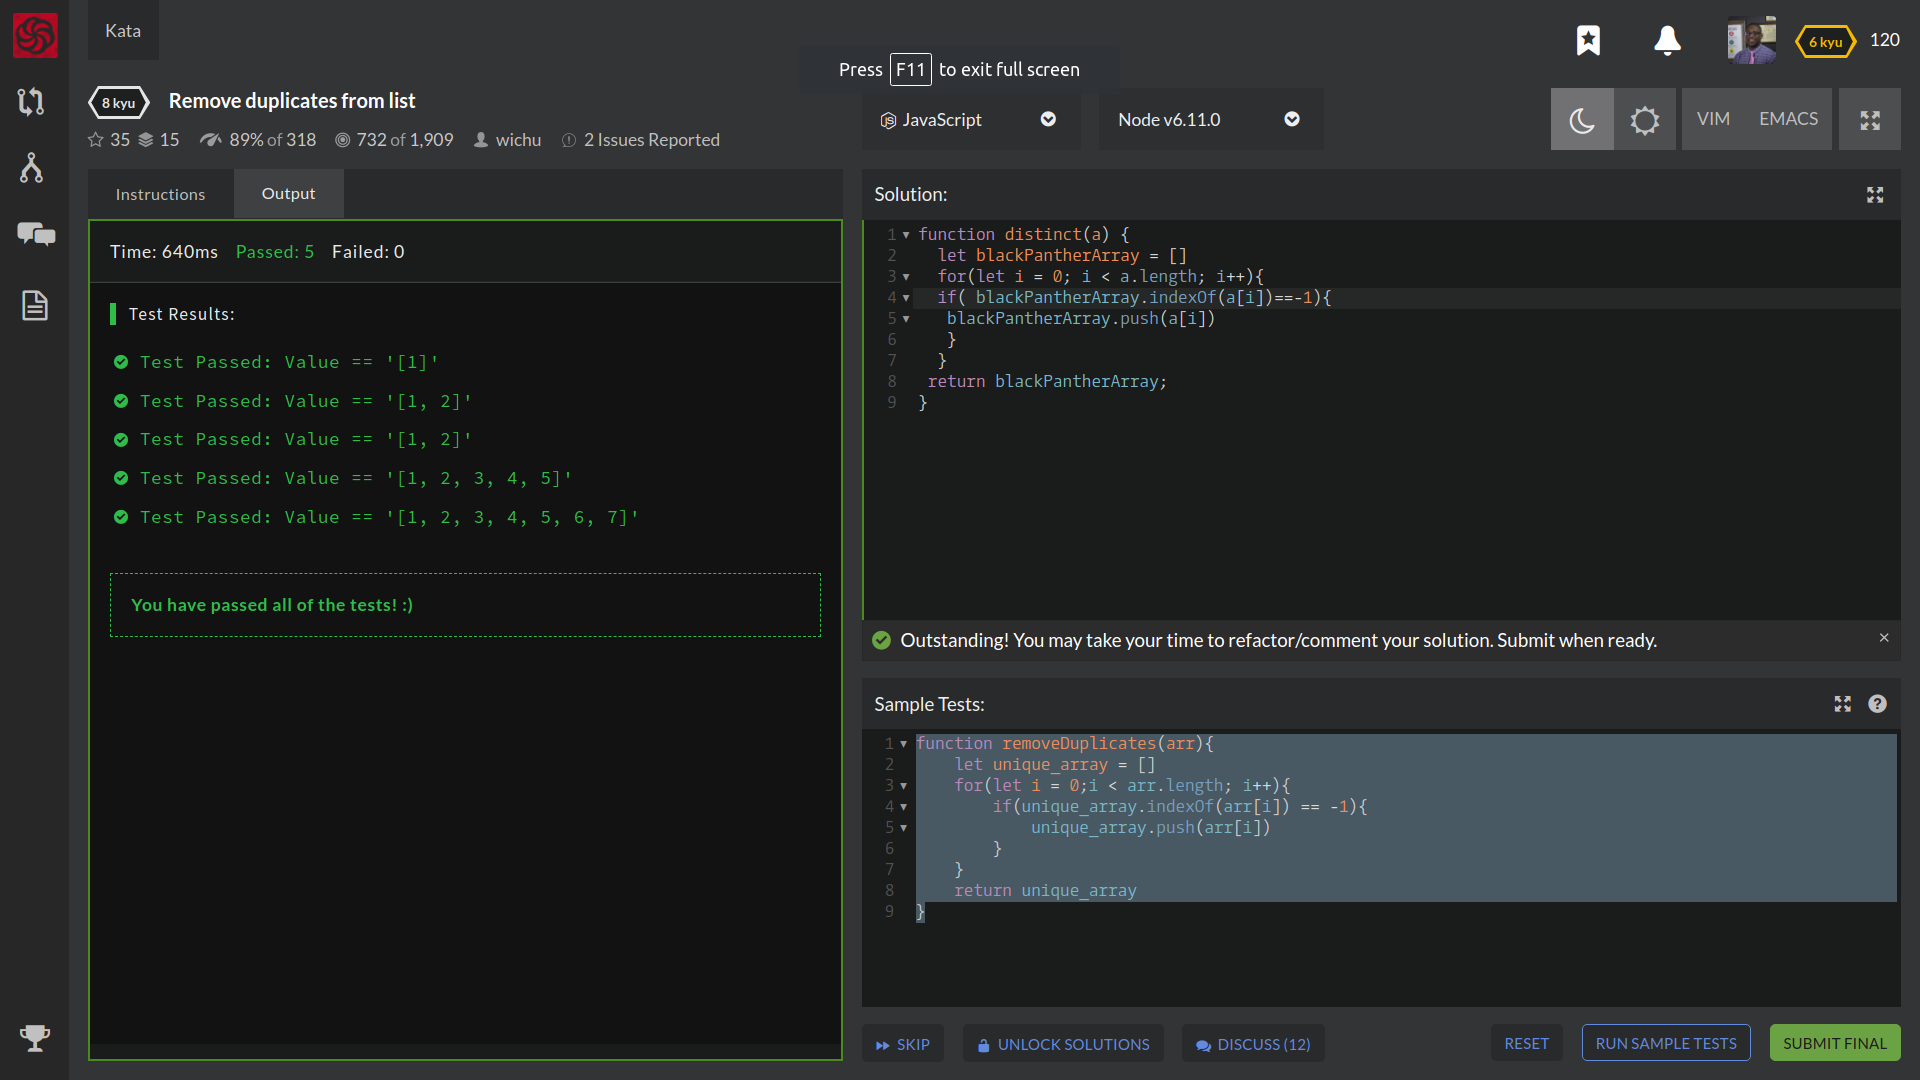 Kata
Press F11 to exit full screen
6 kyu 120
8 kyu Remove duplicates from list
35 15 89% of 318 732 of 1,909 wichu 2 Issues Reported
JavaScript
Node v6.11.0
VIM EMACS
Instructions
Output
Time: 640ms Passed: 5 Failed: 0
Test Results:
Test Passed: Value == '[1]'
Test Passed: Value == '[1, 2]'
Test Passed: Value == '[1, 2]'
Test Passed: Value == '[1, 2, 3, 4, 5]'
Test Passed: Value == '[1, 2, 3, 4, 5, 6, 7]'
You have passed all of the tests! :)
Solution:
1 function distinct(a) {
2 let blackPantherArray = []
3 for(let i = 0; i < a.length; i++){
4 if( blackPantherArray.indexOf(a[i])==-1){
5 blackPantherArray.push(a[i])
6 }
7 }
8 return blackPantherArray;
9 }
Outstanding! You may take your time to refactor/comment your solution. Submit when ready. ×
Sample Tests:
1 function removeDuplicates(arr){
2 let unique_array = []
3 for(let i = 0;i < arr.length; i++){
4 if(unique_array.indexOf(arr[i]) == -1){
5 unique_array.push(arr[i])
6 }
7 }
8 return unique_array
9 }
SKIP
UNLOCK SOLUTIONS
DISCUSS (12)
RESET
RUN SAMPLE TESTS
SUBMIT FINAL